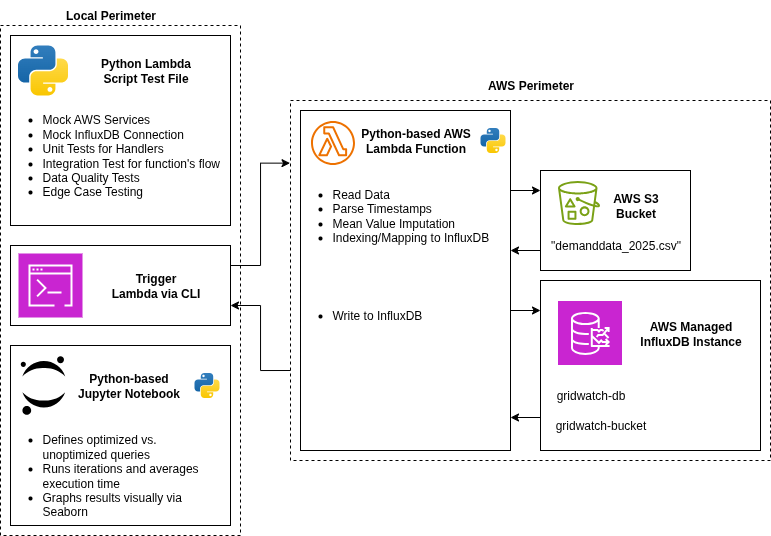 Local Perimeter
Python Lambda
Script Test File
Mock AWS Services
Mock InfluxDB Connection
Unit Tests for Handlers
Integration Test for function's flow
Data Quality Tests
Edge Case Testing
Trigger
Lambda via CLI
Python-based
Jupyter Notebook
Defines optimized vs.
unoptimized queries
Runs iterations and averages
execution time
Graphs results visually via
Seaborn
AWS Perimeter
Python-based AWS
Lambda Function
Read Data
Parse Timestamps
Mean Value Imputation
Indexing/Mapping to InfluxDB
Write to InfluxDB
AWS S3
Bucket
"demanddata_2025.csv"
AWS Managed
InfluxDB Instance
gridwatch-db
gridwatch-bucket